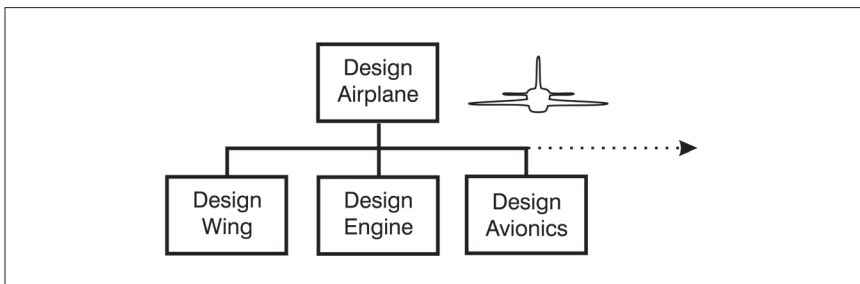 Design
Airplane
Design
Wing
Design
Engine
Design
Avionics